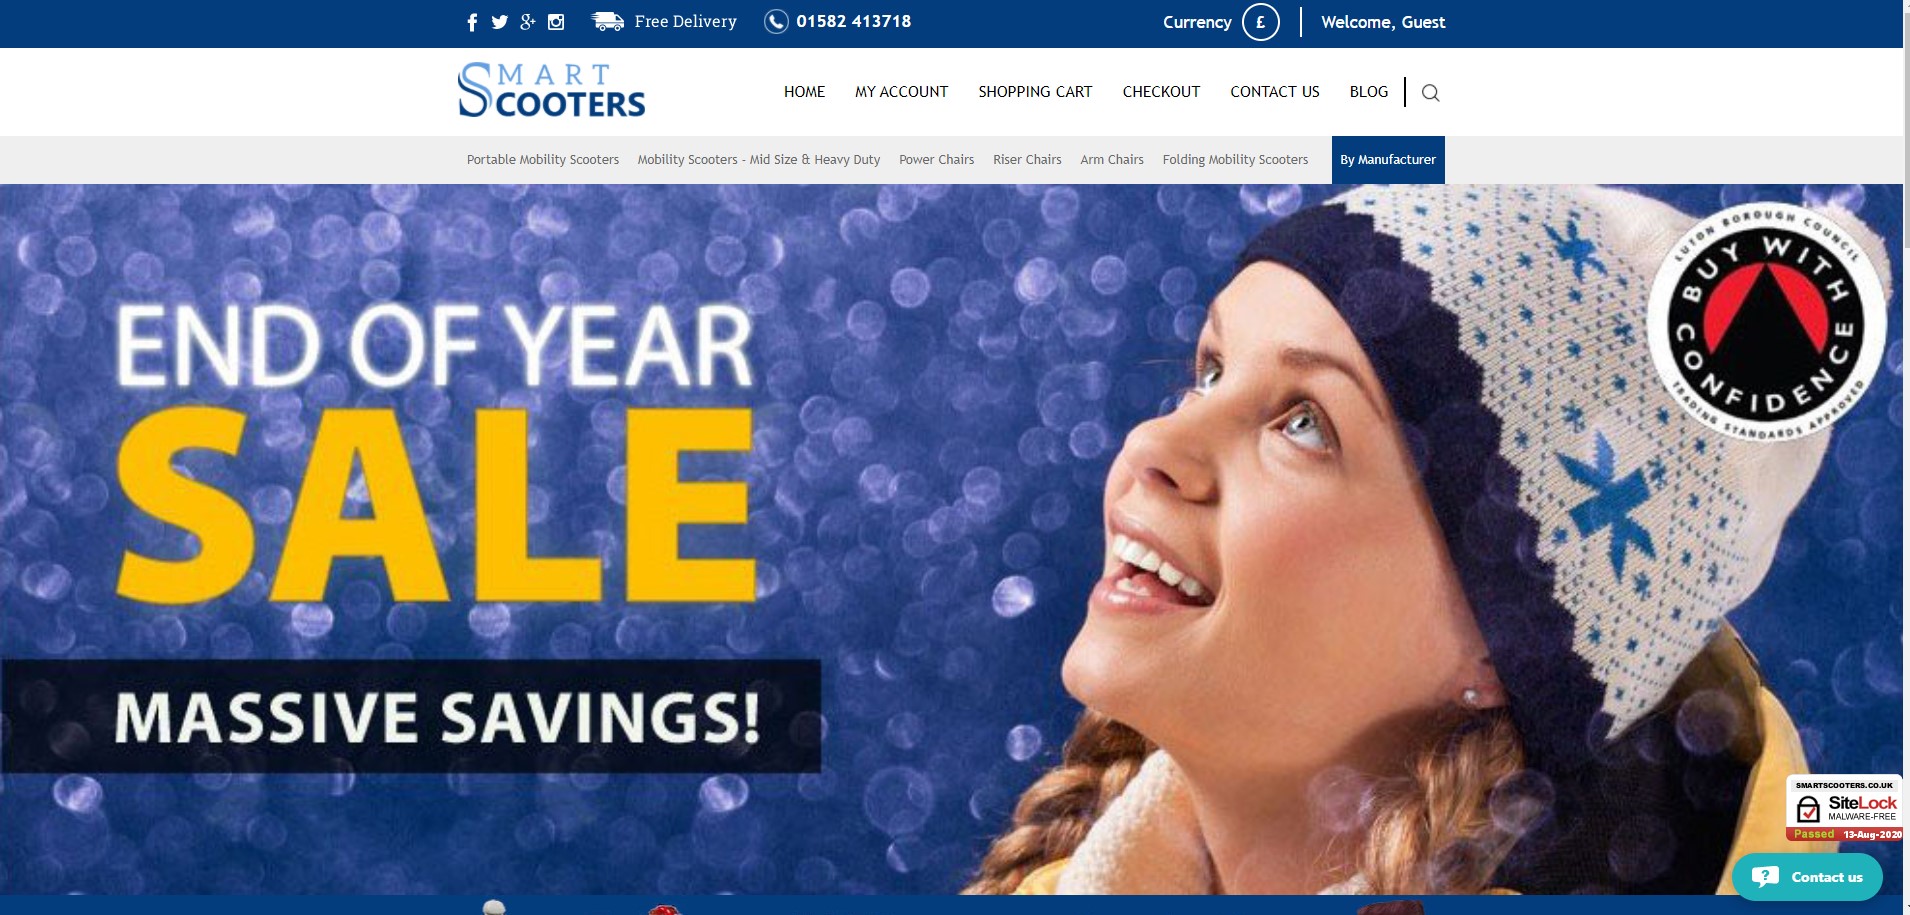 Free Delivery
01582 413718
Currency £
Welcome, Guest
SMART
SCOOTERS
HOME MY ACCOUNT SHOPPING CART CHECKOUT CONTACT US BLOG
Portable Mobility Scooters Mobility Scooters - Mid Size & Heavy Duty Power Chairs Riser Chairs Arm Chairs Folding Mobility Scooters By Manufacturer
END OF YEAR
SALE
MASSIVE SAVINGS!
LUTON BOROUGH COUNCIL
BUY WITH
CONFIDENCE
TRADING STANDARDS APPROVED
SMARTSCOOTERS.CO.UK
SiteLock
MALWARE-FREE
Passed 13-Aug-2020
Contact us